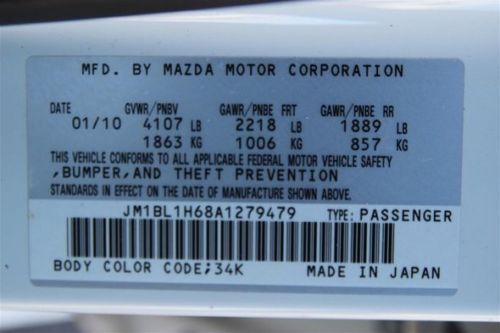 MFD. BY MAZDA MOTOR CORPORATION
DATE GVWR/PNBV GAWR/PNBE FRT GAWR/PNBE RR
01/10 4107 LB 2218 LB 1889 LB
1863 KG 1006 KG 857 KG
THIS VEHICLE CONFORMS TO ALL APPLICABLE FEDERAL MOTOR VEHICLE SAFETY
,BUMPER,AND THEFT PREVENTION
STANDARDS IN EFFECT ON THE DATE OF MANUFACTURE SHOWN ABOVE.
JM1BL1H68A1279479 TYPE: PASSENGER
BODY COLOR CODE;34K MADE IN JAPAN